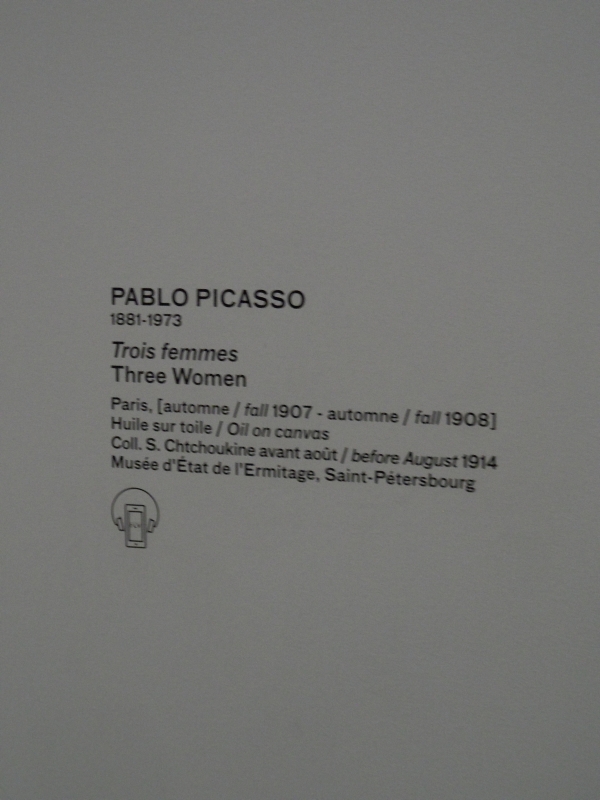 PABLO PICASSO
1881-1973
Trois femmes
Three Women
Paris, [automne / fall 1907 - automne / fall 1908]
Huile sur toile / Oil on canvas
Coll. S. Chtchoukine avant août / before August 1914
Musée d'État de l'Ermitage, Saint-Pétersbourg